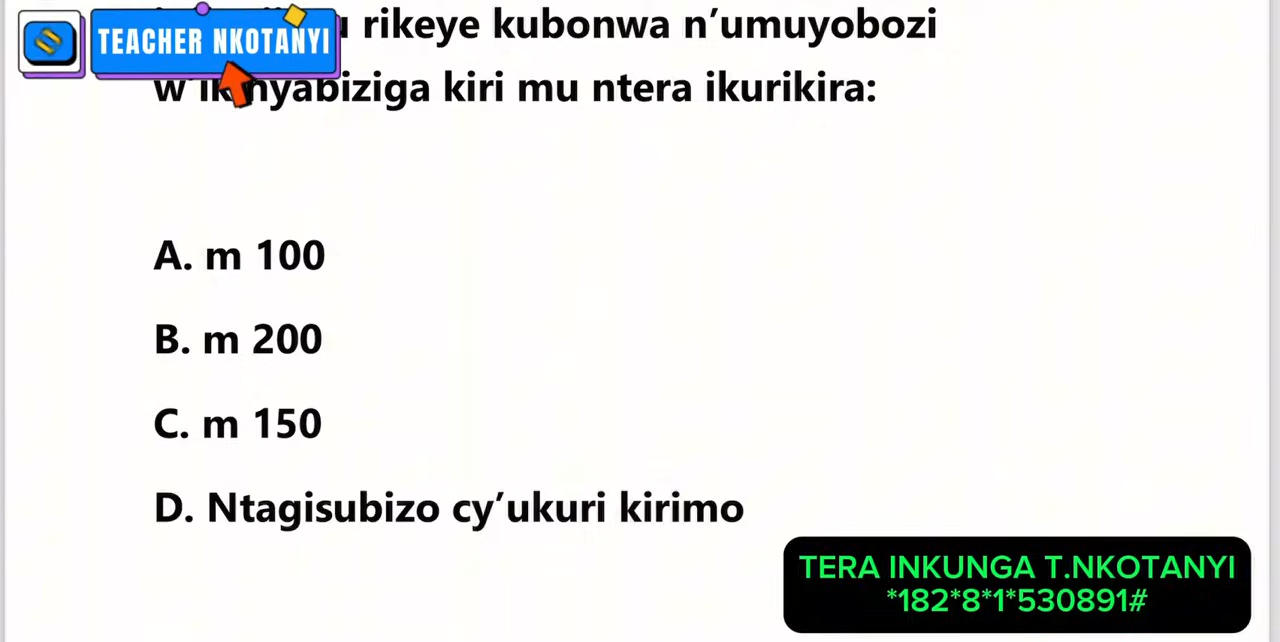 TEACHER NKOTANYI
rikeye kubonwa n’umuyobozi
kiri mu ntera ikurikira:
A. m 100
B. m 200
C. m 150
D. Ntagisubizo cy’ukuri kirimo
TERA INKUNGA T.NKOTANYI
*182*8*1*530891#